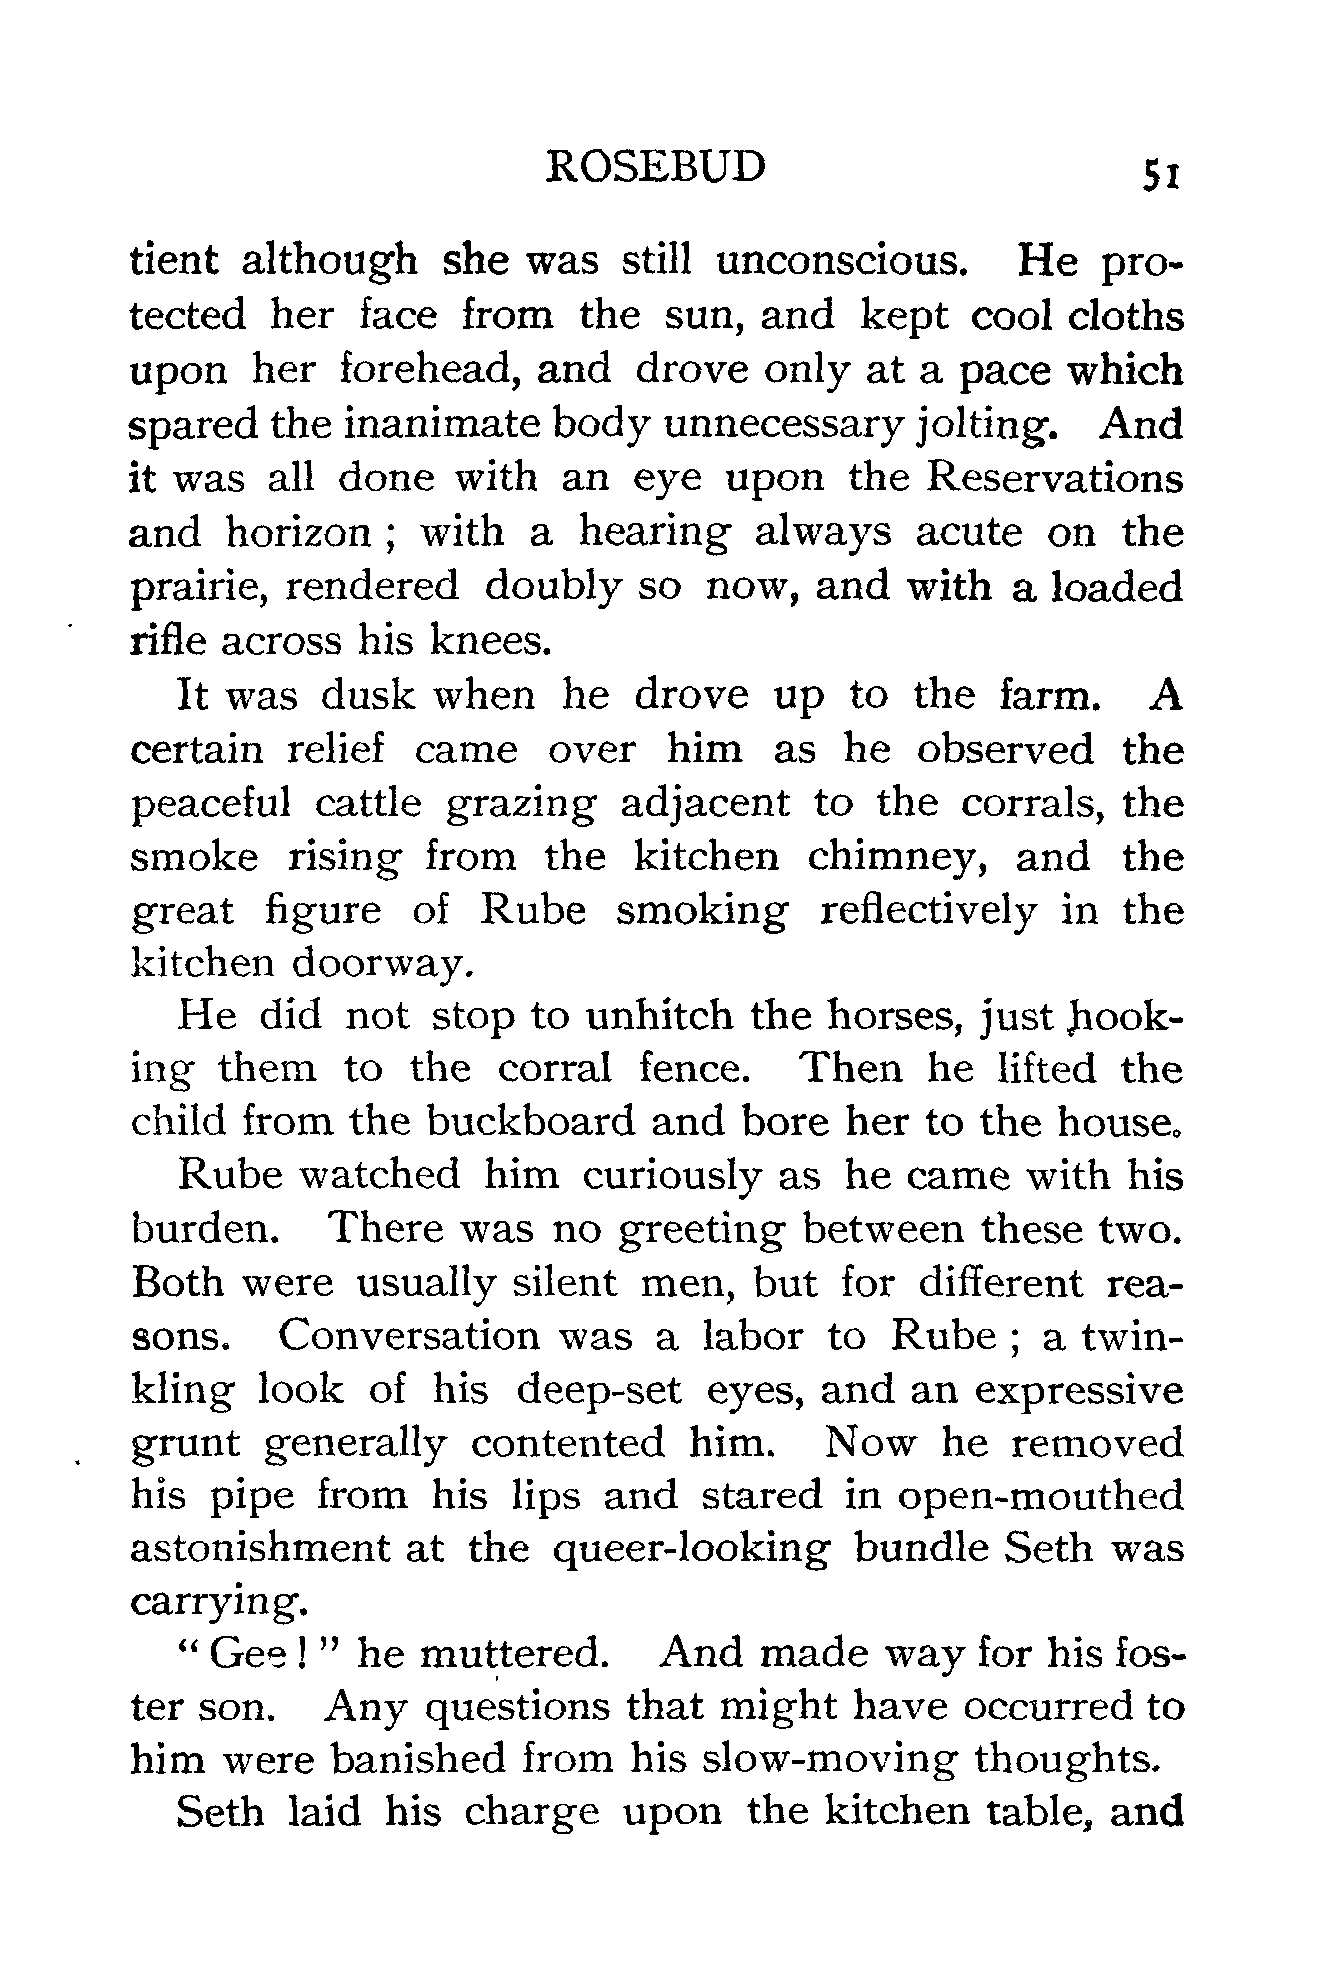 ROSEBUD 51
tient although she was still unconscious. He pro-
tected her face from the sun, and kept cool cloths
upon her forehead, and drove only at a pace which
spared the inanimate body unnecessary jolting. And
it was all done with an eye upon the Reservations
and horizon ; with a hearing always acute on the
prairie, rendered doubly so now, and with a loaded
rifle across his knees.
It was dusk when he drove up to the farm. A
certain relief came over him as he observed the
peaceful cattle grazing adjacent to the corrals, the
smoke rising from the kitchen chimney, and the
great figure of Rube smoking reflectively in the
kitchen doorway.
He did not stop to unhitch the horses, just hook-
ing them to the corral fence. Then he lifted the
child from the buckboard and bore her to the house.
Rube watched him curiously as he came with his
burden. There was no greeting between these two.
Both were usually silent men, but for different rea-
sons. Conversation was a labor to Rube ; a twin-
kling look of his deep-set eyes, and an expressive
grunt generally contented him. Now he removed
his pipe from his lips and stared in open-mouthed
astonishment at the queer-looking bundle Seth was
carrying.
“ Gee ! ” he muttered. And made way for his fos-
ter son. Any questions that might have occurred to
him were banished from his slow-moving thoughts.
Seth laid his charge upon the kitchen table, and